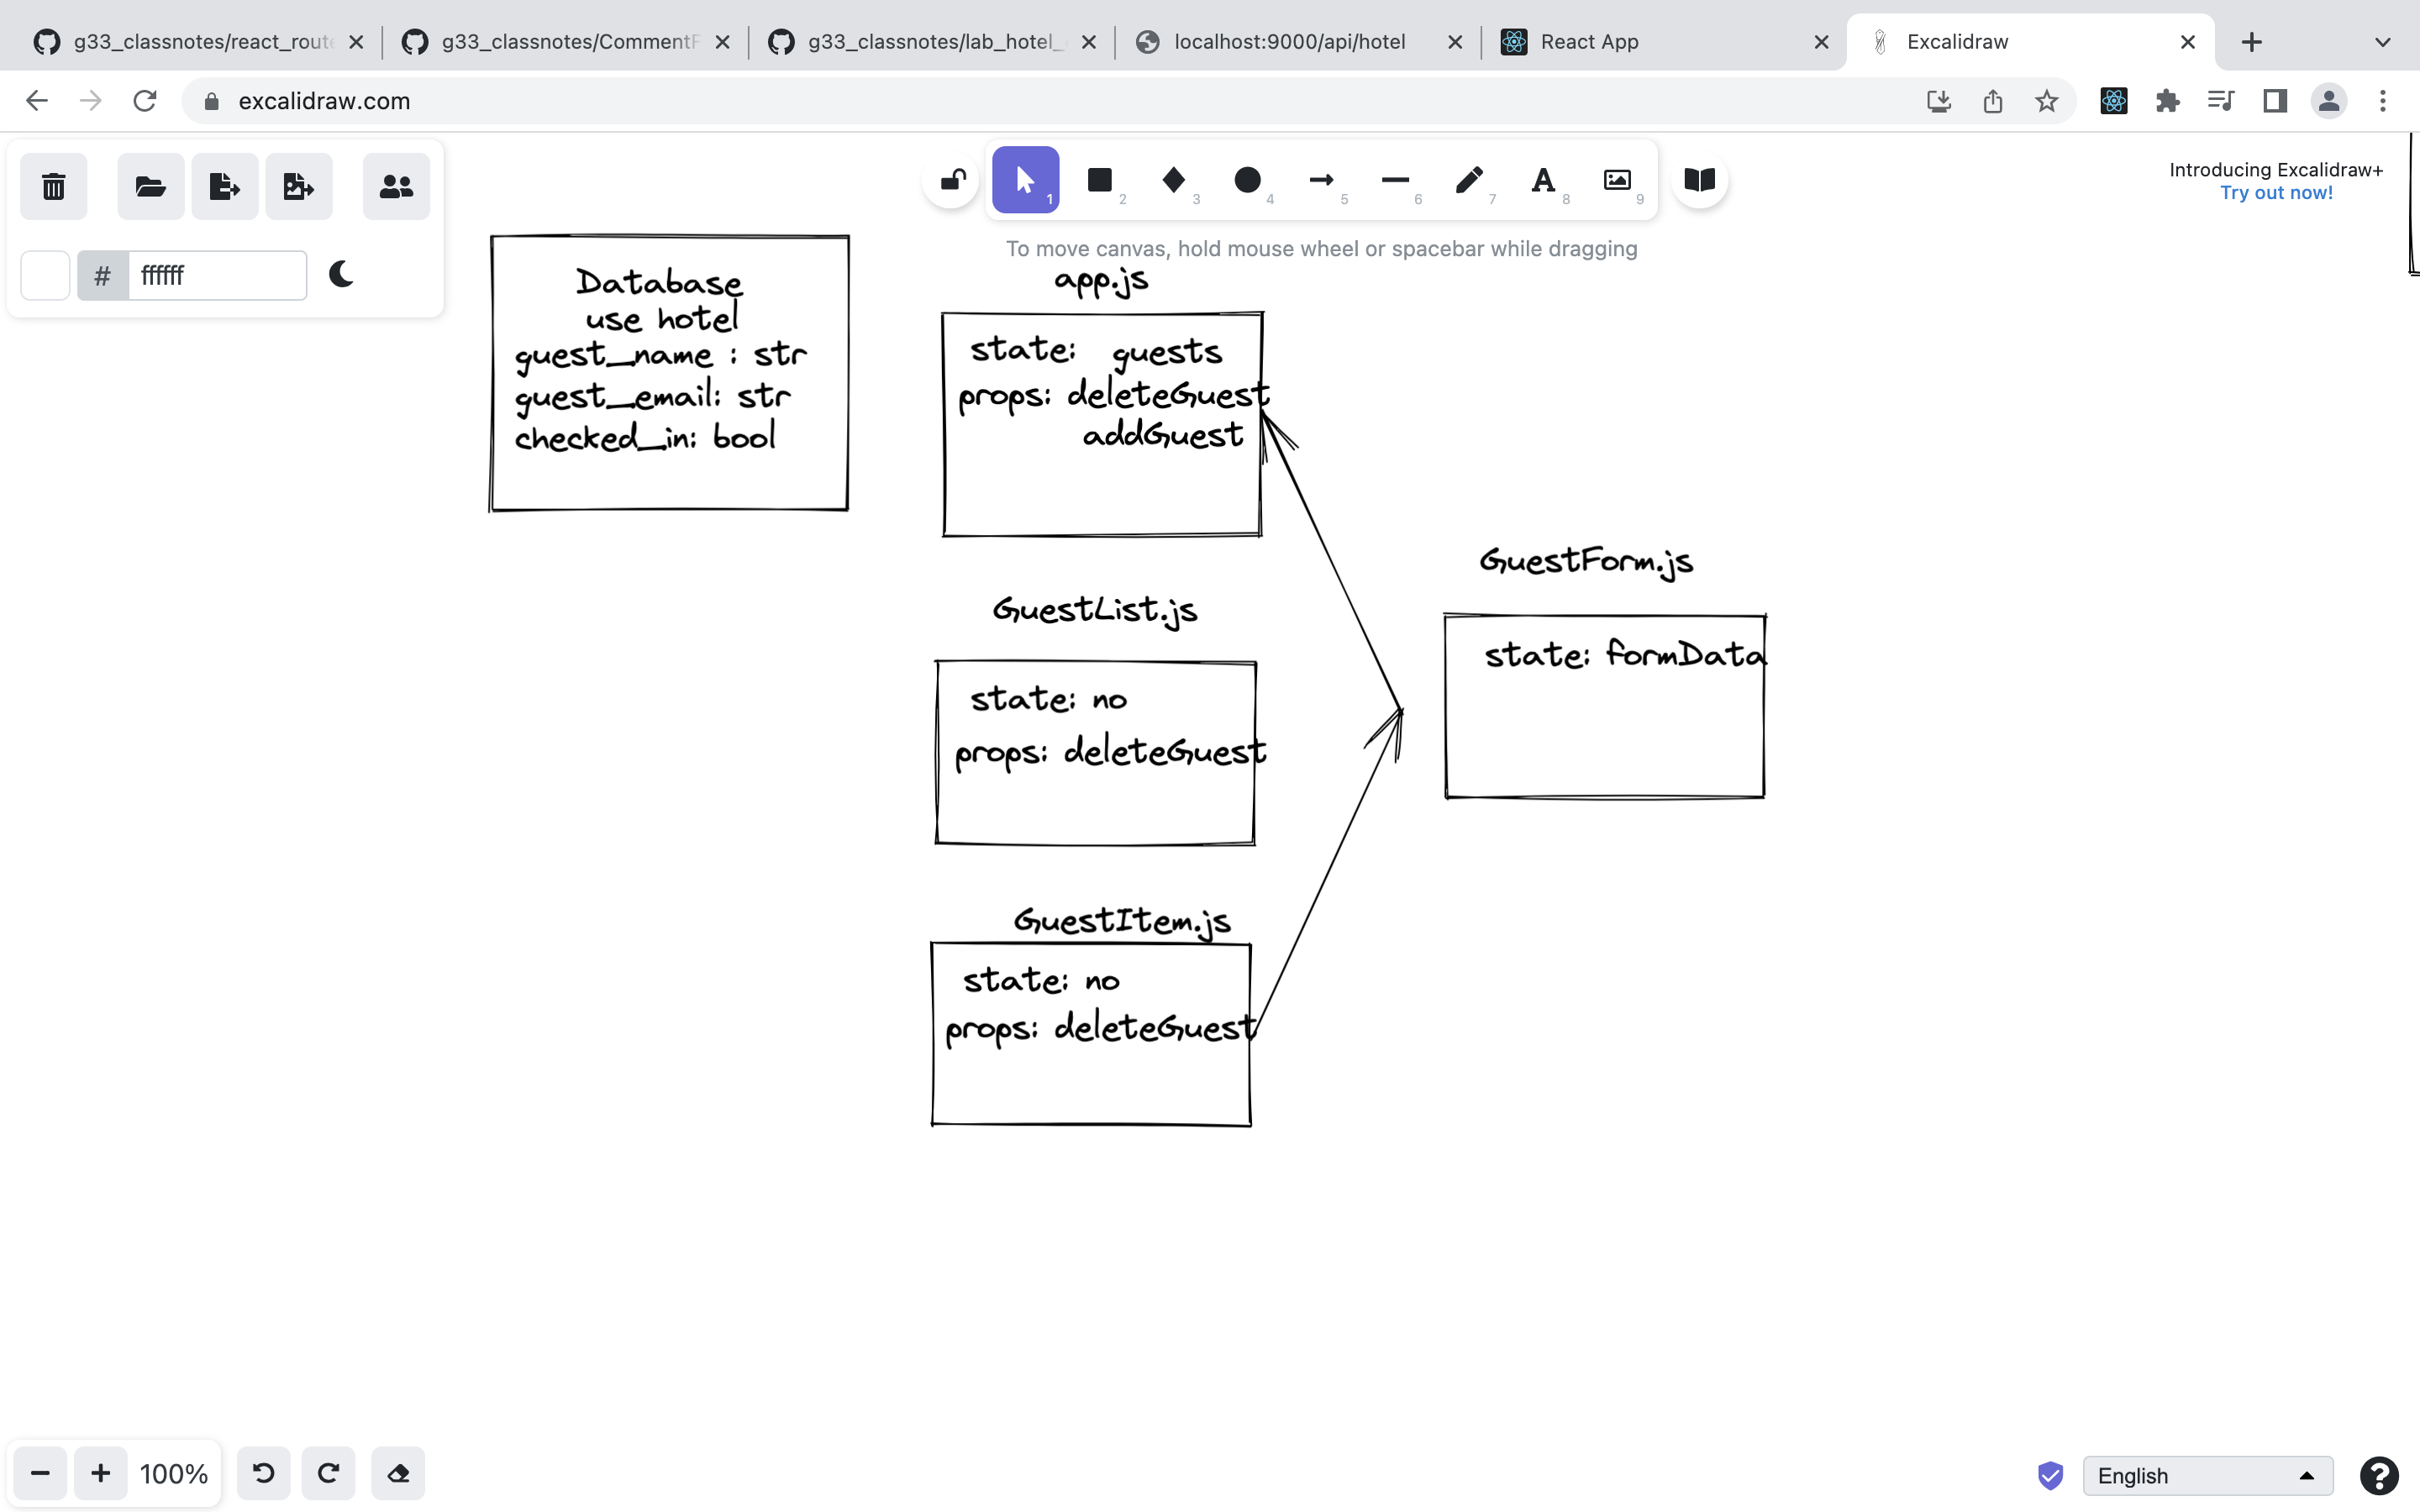 g33_classnotes/react_route
g33_classnotes/CommentF
g33_classnotes/lab_hotel_
localhost:9000/api/hotel
React App
Excalidraw
excalidraw.com
1
2
3
4
5
6
7
A
8
9
Introducing Excalidraw+
Try out now!
# ffffff
To move canvas, hold mouse wheel or spacebar while dragging
Database
use hotel
guest_name : str
guest_email: str
checked_in: bool
app.js
state: guests
props: deleteGuest
addGuest
GuestForm.js
state: formData
GuestList.js
state: no
props: deleteGuest
GuestItem.js
state: no
props: deleteGuest
100%
English
?